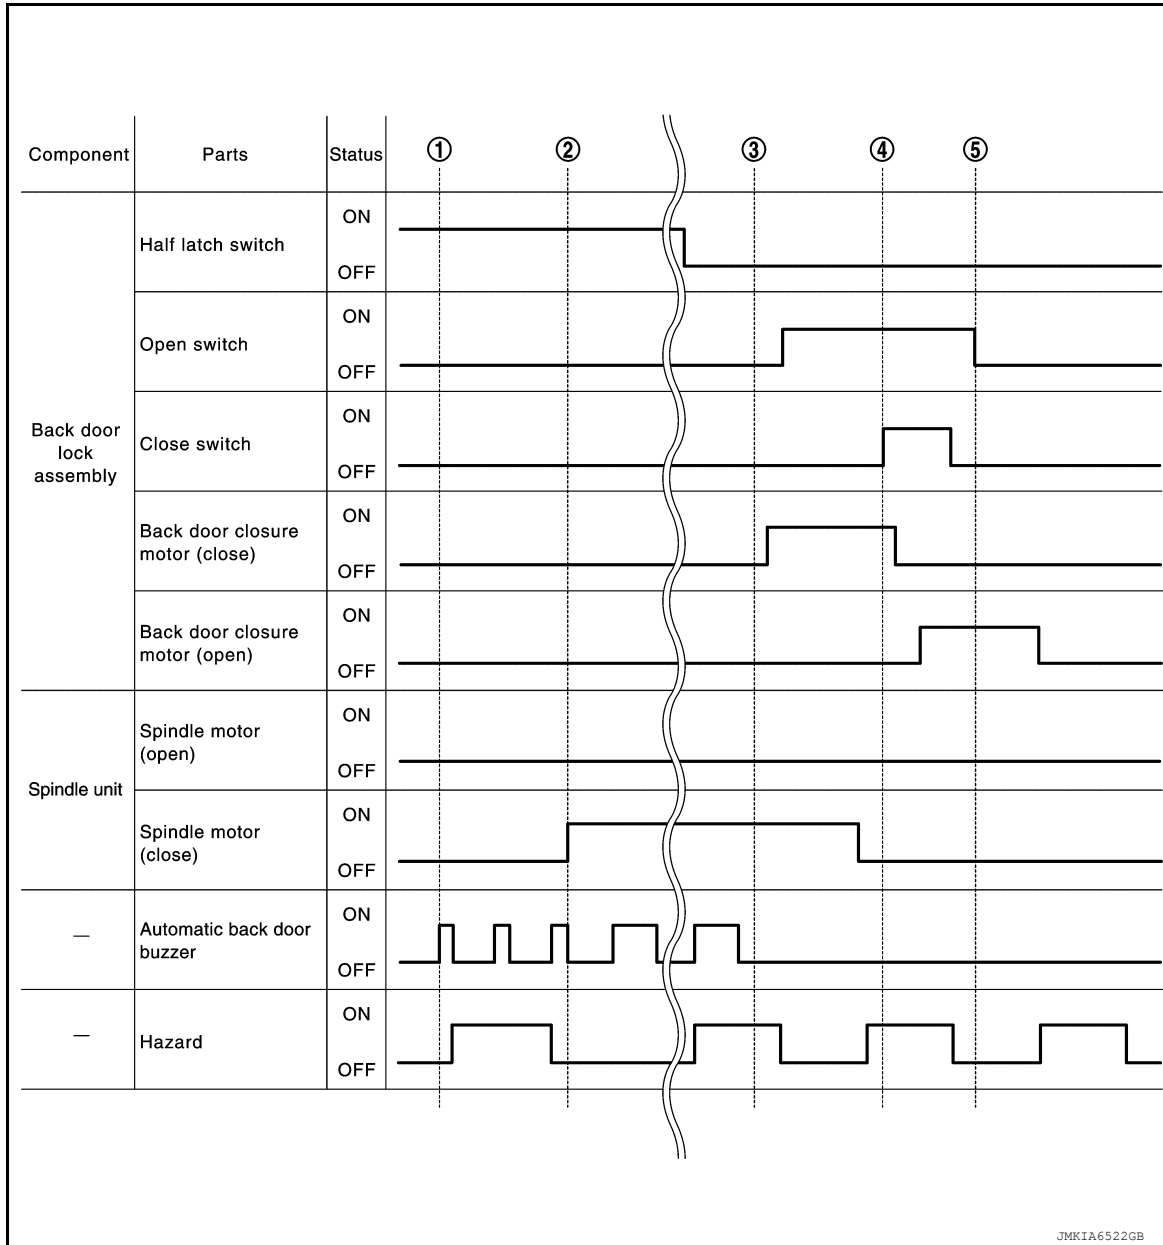 Component Parts Status ① ② ③ ④ ⑤
Back door
lock
assembly
Half latch switch
ON
OFF
Open switch
ON
OFF
Close switch
ON
OFF
Back door closure
motor (close)
ON
OFF
Back door closure
motor (open)
ON
OFF
Spindle unit
Spindle motor
(open)
ON
OFF
Spindle motor
(close)
ON
OFF
—
Automatic back door
buzzer
ON
OFF
—
Hazard
ON
OFF
JMKIA6522GB